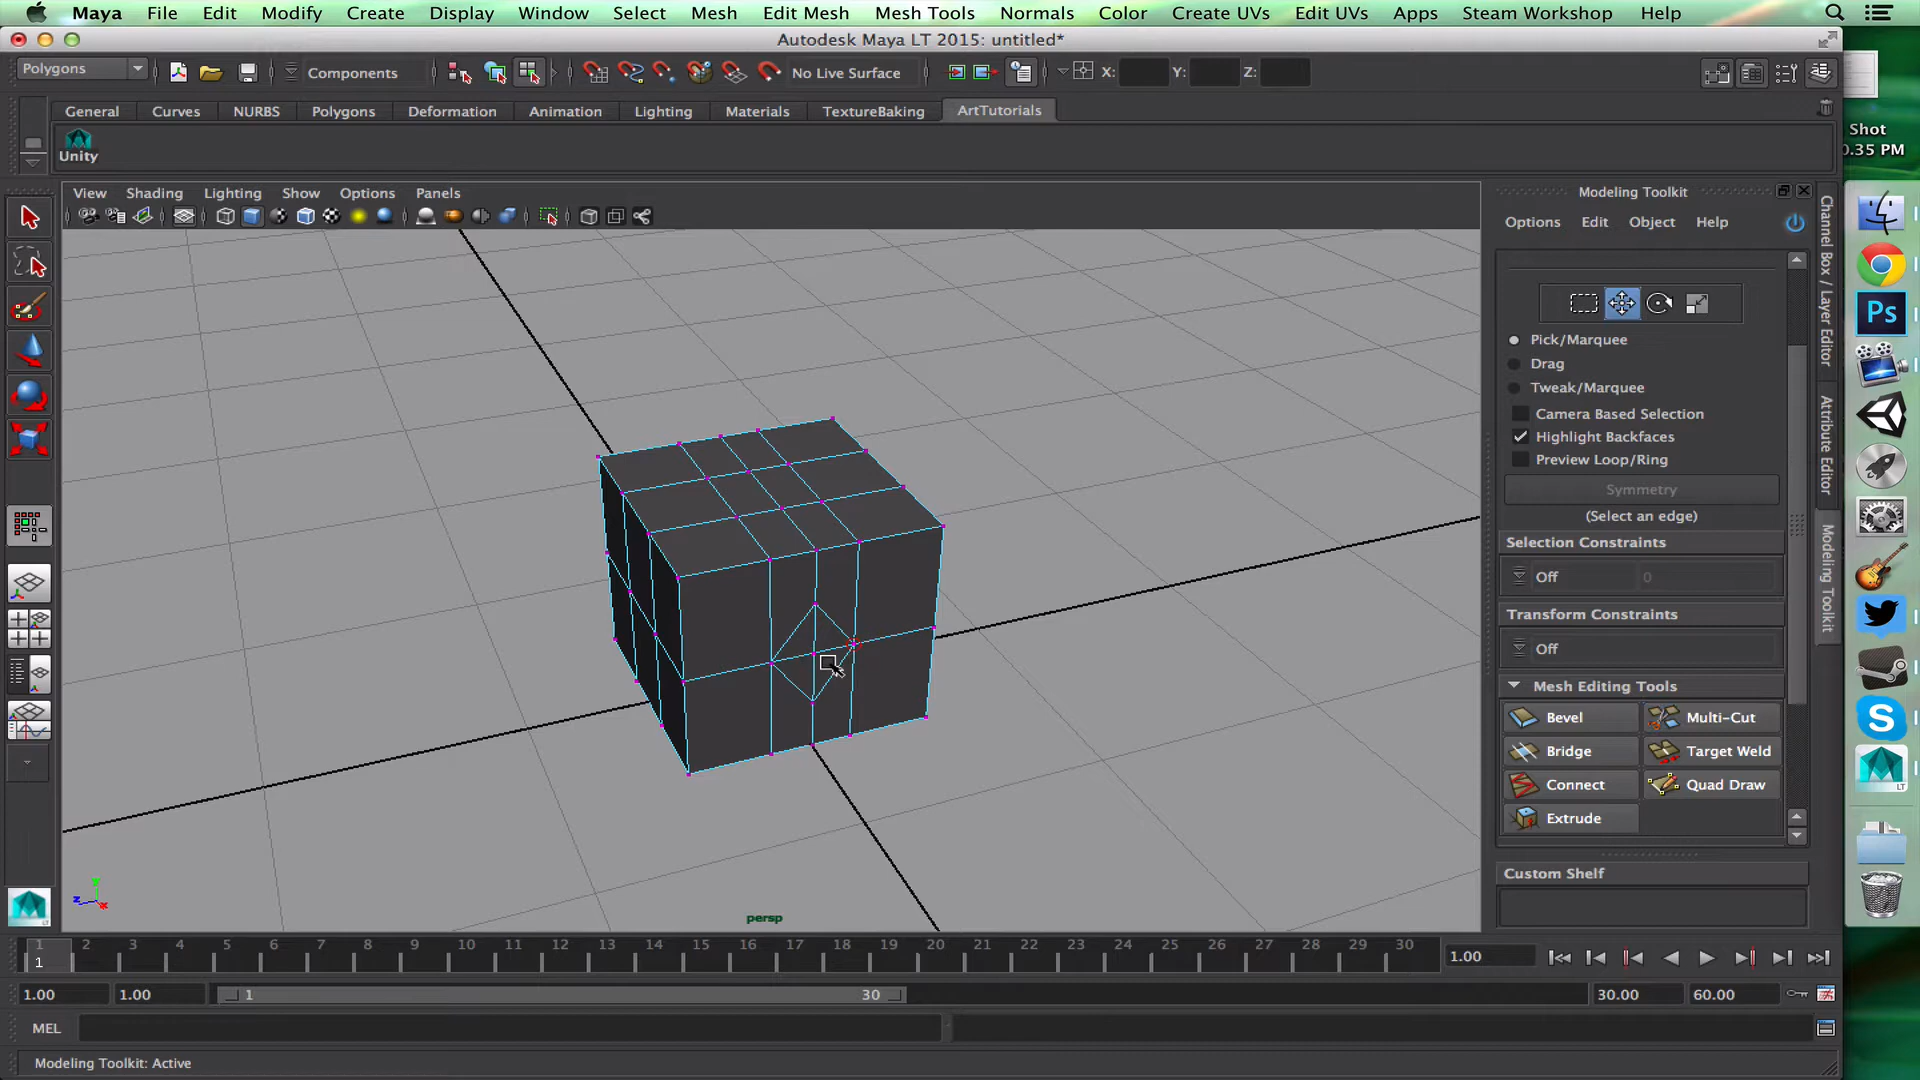 Maya File Edit Modify Create Display Window Select Mesh Edit Mesh Mesh Tools Normals Color Create UVs Edit UVs Apps Steam Workshop Help
Autodesk Maya LT 2015: untitled*
Polygons Components No Live Surface X: Y: Z:
General Curves NURBS Polygons Deformation Animation Lighting Materials TextureBaking ArtTutorials
Unity
Shot
0.35 PM
View Shading Lighting Show Options Panels
Modeling Toolkit
Options Edit Object Help
Pick/Marquee
Drag
Tweak/Marquee
Camera Based Selection
Highlight Backfaces
Preview Loop/Ring
Symmetry
(Select an edge)
Selection Constraints
Off 0
Transform Constraints
Off
Mesh Editing Tools
Bevel Multi-Cut
Bridge Target Weld
Connect Quad Draw
Extrude
Custom Shelf
Channel Box / Layer Editor
Attribute Editor
Modeling Toolkit
Ps
LT
LT
y
z
x
persp
1 2 3 4 5 6 7 8 9 10 11 12 13 14 15 16 17 18 19 20 21 22 23 24 25 26 27 28 29 30
1
1.00
1.00 1.00 1 30 30.00 60.00
MEL
Modeling Toolkit: Active